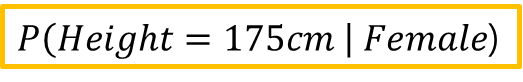 P(Height = 175cm | Female)